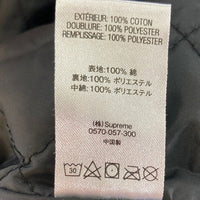 EXTÉRIEUR: 100% COTON
DOUBLURE: 100% POLYESTER
REMPLISSAGE: 100% POLYESTER
表地:100% 綿
裏地:100% ポリエステル
中綿:100% ポリエステル
(株) Supreme
0570-057-300
中国製
30